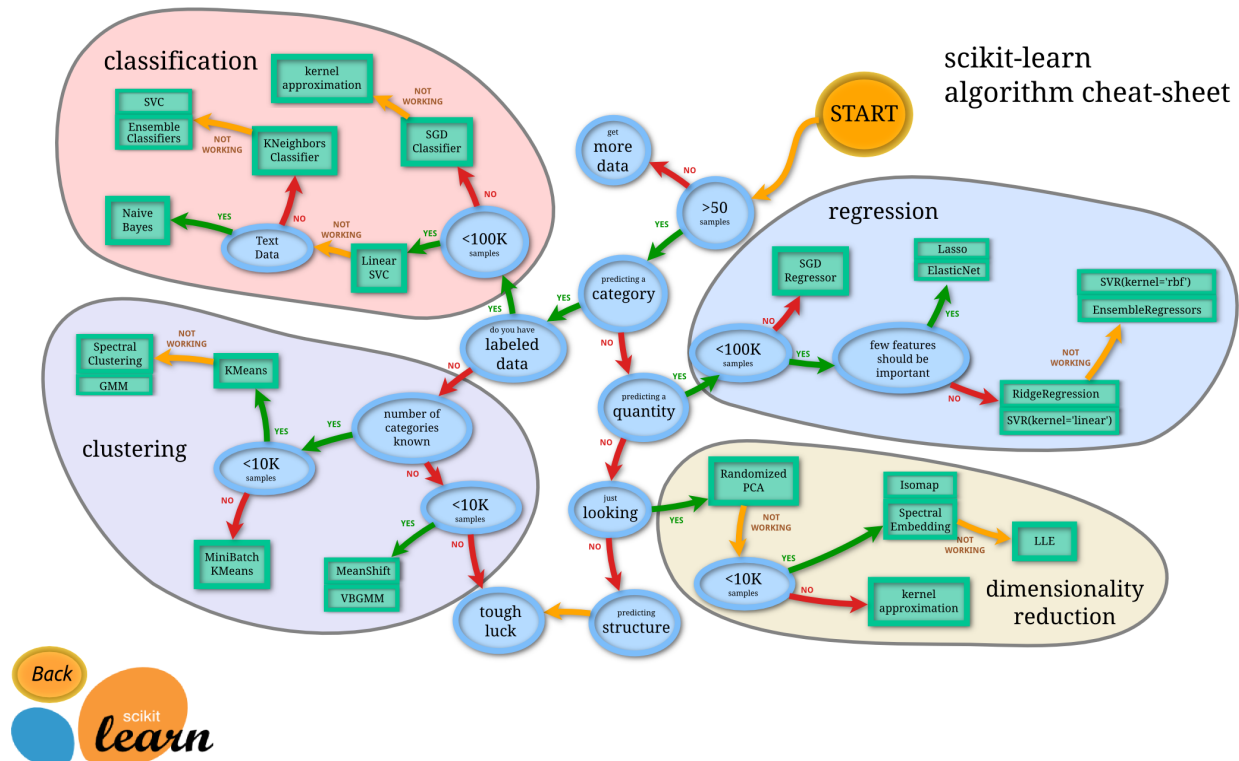 scikit-learn
algorithm cheat-sheet
START
get
more
data
NO
>50
samples
YES
predicting a
category
YES
NO
do you have
labeled
data
YES
NO
predicting a
quantity
YES
NO
just
looking
YES
NO
predicting
structure
tough
luck
classification
kernel
approximation
NOT
WORKING
SVC
Ensemble
Classifiers
NOT
WORKING
KNeighbors
Classifier
SGD
Classifier
NO
Naive
Bayes
YES
NO
Text
Data
NOT
WORKING
Linear
SVC
YES
<100K
samples
regression
SGD
Regressor
NO
<100K
samples
YES
Lasso
ElasticNet
YES
few features
should be
important
NO
SVR(kernel='rbf')
EnsembleRegressors
NOT
WORKING
RidgeRegression
SVR(kernel='linear')
clustering
Spectral
Clustering
GMM
NOT
WORKING
KMeans
YES
number of
categories
known
YES
NO
<10K
samples
NO
MiniBatch
KMeans
<10K
samples
YES
NO
MeanShift
VBGMM
dimensionality
reduction
Randomized
PCA
NOT
WORKING
<10K
samples
YES
NO
Isomap
Spectral
Embedding
NOT
WORKING
LLE
kernel
approximation
Back
scikit
learn